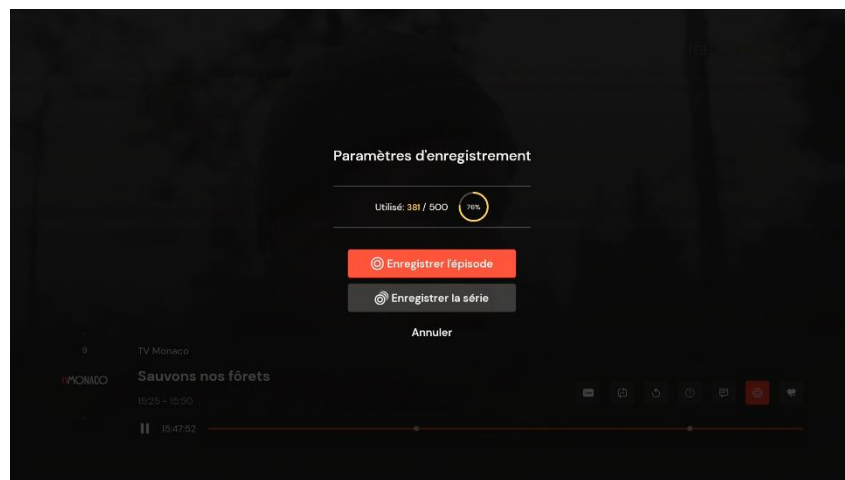 Paramètres d'enregistrement
Utilisé: 381 / 500 76%
Enregistrer l'épisode
Enregistrer la série
Annuler
9
TV Monaco
TVMONACO
Sauvons nos fôrets
15:25 - 15:50
15:47:52